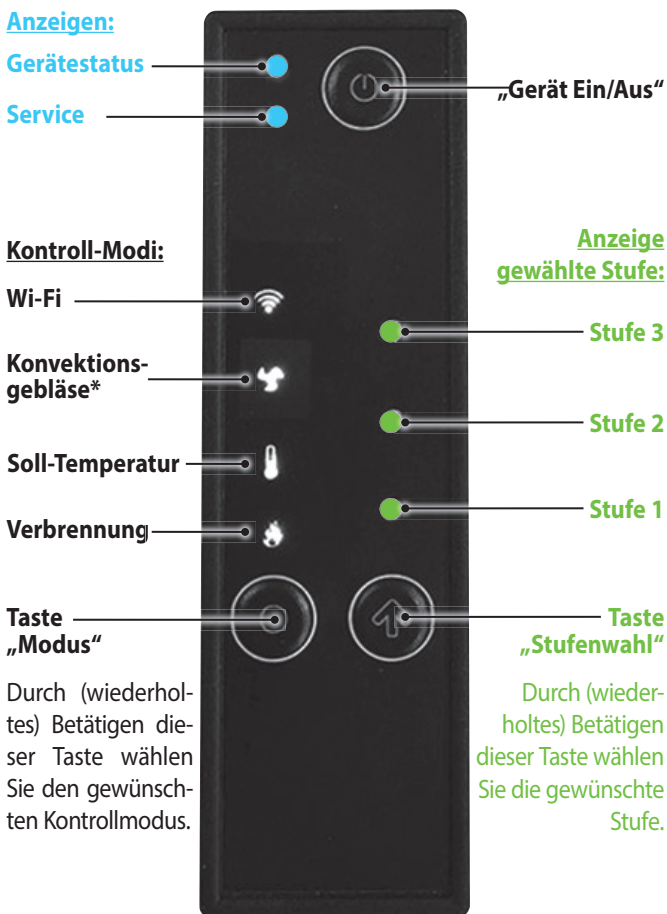 Anzeigen:
Gerätestatus
Service
„Gerät Ein/Aus“
Kontroll-Modi:
Wi-Fi
Konvektions-
gebläse*
Soll-Temperatur
Verbrennung
Anzeige
gewählte Stufe:
Stufe 3
Stufe 2
Stufe 1
Taste
„Modus“
Durch (wiederhol-
tes) Betätigen die-
ser Taste wählen
Sie den gewünsch-
ten Kontrollmodus.
Taste
„Stufenwahl“
Durch (wieder-
holtes) Betätigen
dieser Taste wählen
Sie die gewünschte
Stufe.